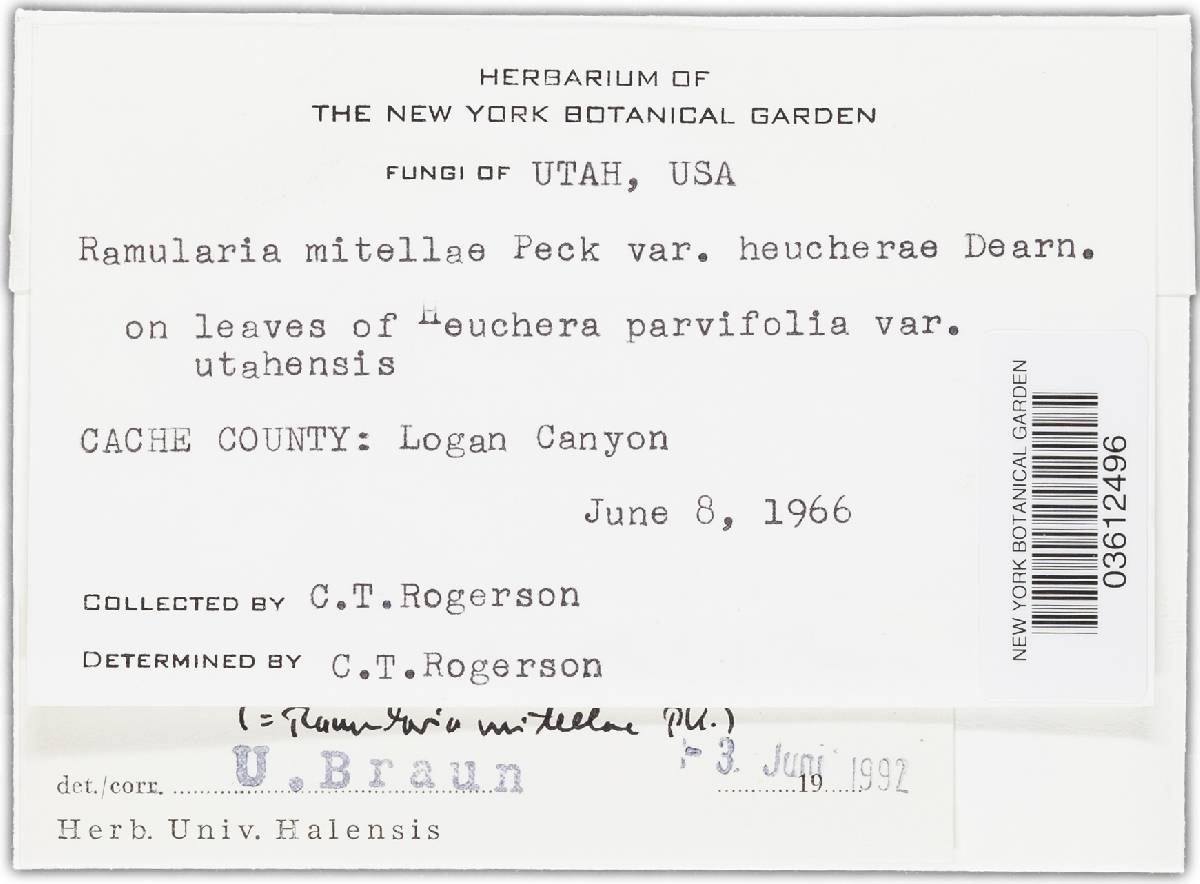 HERBARIUM OF
THE NEW YORK BOTANICAL GARDEN
FUNGI OF UTAH, USA
Ramularia mitellae Peck var. heucherae Dearn.
on leaves of Heuchera parvifolia var.
utahensis
CACHE COUNTY: Logan Canyon
June 8, 1966
COLLECTED BY C.T.Rogerson
DETERMINED BY C.T.Rogerson
NEW YORK BOTANICAL GARDEN
03612496
(= Ramularia mitellae Pk.)
det./corr. U.Braun - 3. Juni 19 1992
Herb. Univ. Halensis